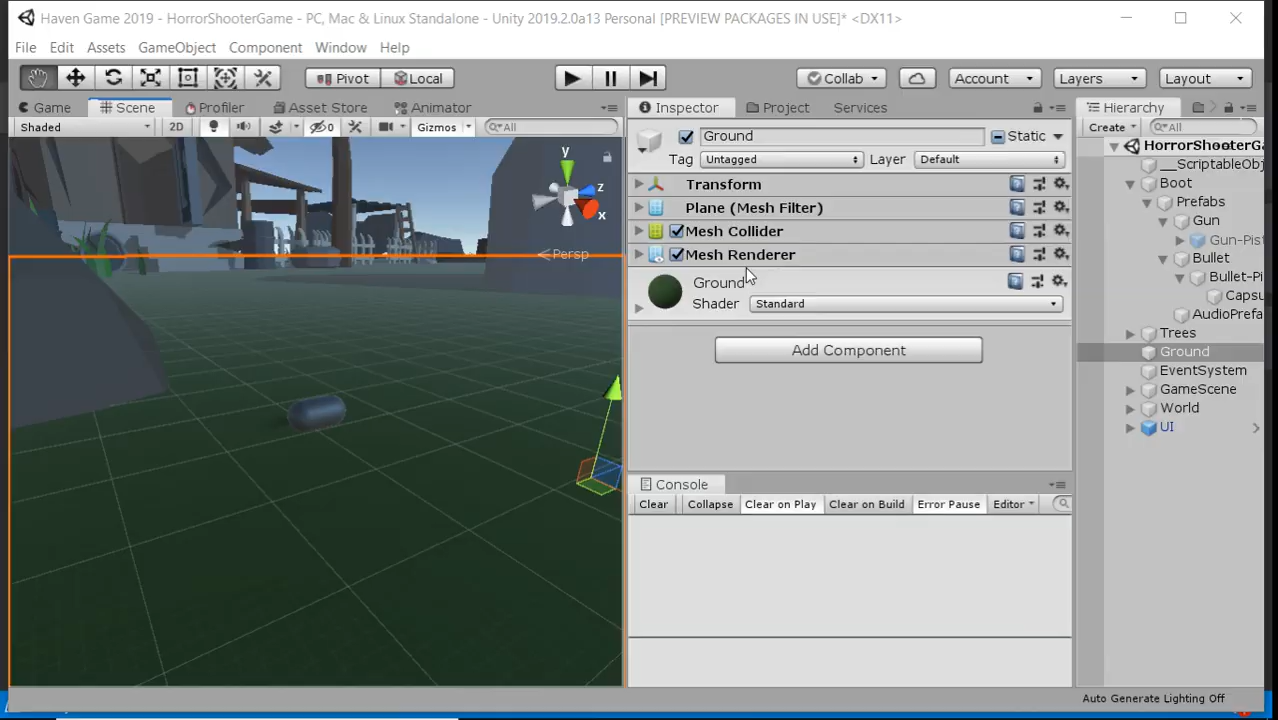 Haven Game 2019 - HorrorShooterGame - PC, Mac & Linux Standalone - Unity 2019.2.0a13 Personal [PREVIEW PACKAGES IN USE]* <DX11>
File Edit Assets GameObject Component Window Help
Pivot Local Collab Account Layers Layout
Game Scene Profiler Asset Store Animator
Shaded 2D 0 Gizmos All
y
z
x
Persp
Inspector Project Services
Ground Static
Tag Untagged Layer Default
Transform
Plane (Mesh Filter)
Mesh Collider
Mesh Renderer
Ground
Shader Standard
Add Component
Console
Clear Collapse Clear on Play Clear on Build Error Pause Editor
Hierarchy
Create All
HorrorShooterGa
__ScriptableObj
Boot
Prefabs
Gun
Gun-Pist
Bullet
Bullet-Pi
Capsu
AudioPrefa
Trees
Ground
EventSystem
GameScene
World
UI
Auto Generate Lighting Off